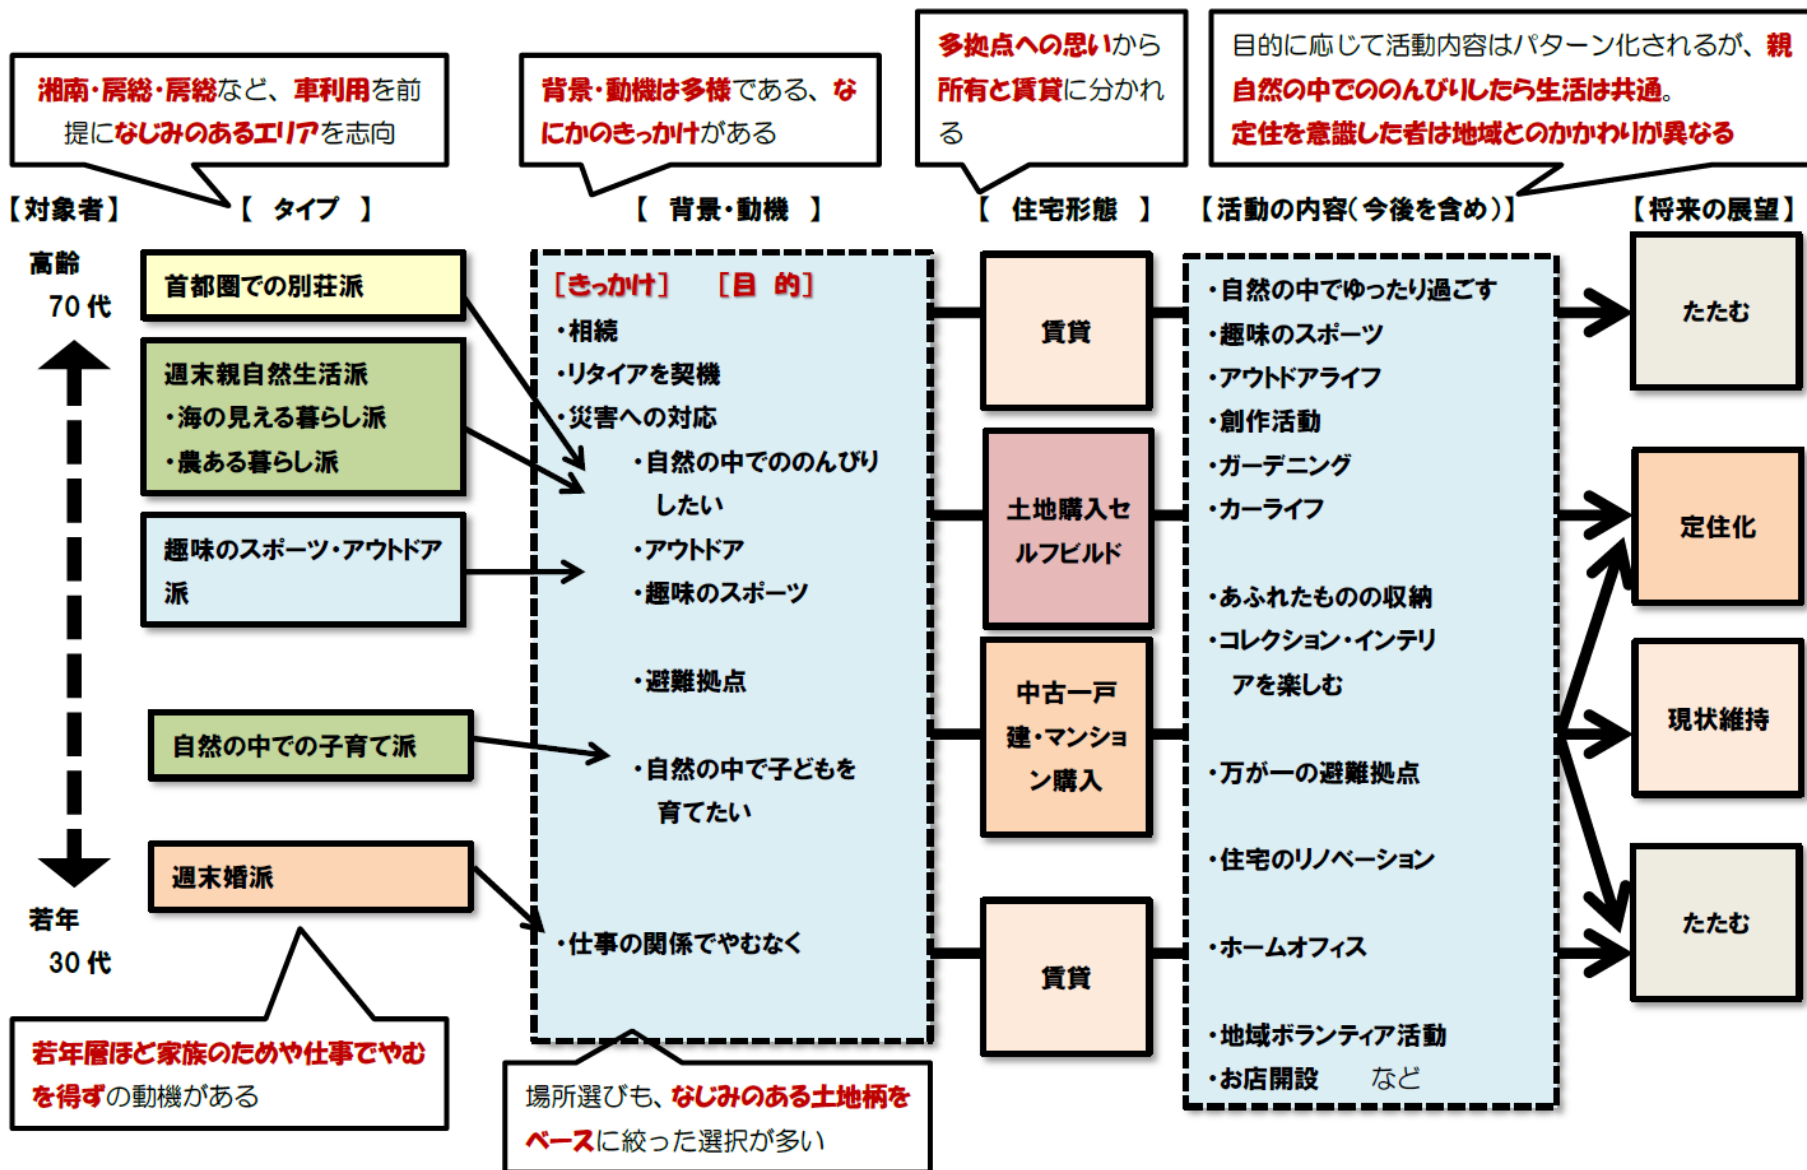 湘南・房総・房総など、車利用を前
提になじみのあるエリアを志向
背景・動機は多様である、な
にかのきっかけがある
多拠点への思いから
所有と賃貸に分かれ
る
目的に応じて活動内容はパターン化されるが、親
自然の中でののんびりしたら生活は共通。
定住を意識した者は地域とのかかわりが異なる
【対象者】
【 タイプ 】
【 背景・動機 】
【 住宅形態 】
【活動の内容(今後を含め)】
【将来の展望】
高齢
70代
若年
30代
首都圏での別荘派
週末親自然生活派
・海の見える暮らし派
・農ある暮らし派
趣味のスポーツ・アウトドア
派
自然の中での子育て派
週末婚派
若年層ほど家族のためや仕事でやむ
を得ずの動機がある
[きっかけ] [目 的]
・相続
・リタイアを契機
・災害への対応
・自然の中でののんびり
したい
・アウトドア
・趣味のスポーツ
・避難拠点
・自然の中で子どもを
育てたい
・仕事の関係でやむなく
場所選びも、なじみのある土地柄を
ベースに絞った選択が多い
賃貸
土地購入セ
ルフビルド
中古一戸
建・マンショ
ン購入
賃貸
・自然の中でゆったり過ごす
・趣味のスポーツ
・アウトドアライフ
・創作活動
・ガーデニング
・カーライフ
・あふれたものの収納
・コレクション・インテリ
アを楽しむ
・万が一の避難拠点
・住宅のリノベーション
・ホームオフィス
・地域ボランティア活動
・お店開設 など
たたむ
定住化
現状維持
たたむ